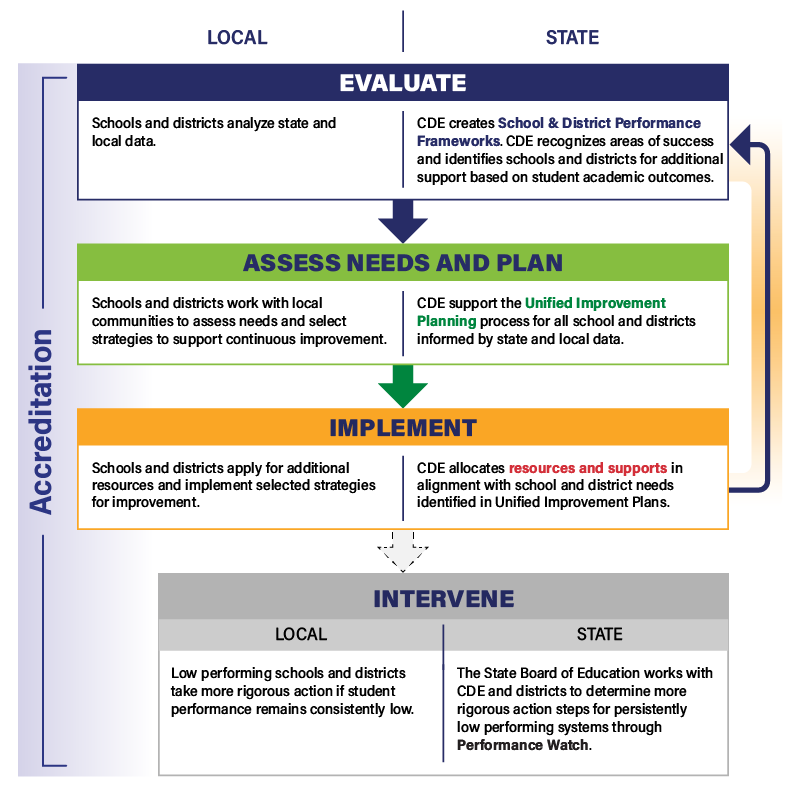 LOCAL
STATE
EVALUATE
Schools and districts analyze state and
local data.
CDE creates School & District Performance
Frameworks. CDE recognizes areas of success
and identifies schools and districts for additional
support based on student academic outcomes.
ASSESS NEEDS AND PLAN
Schools and districts work with local
communities to assess needs and select
strategies to support continuous improvement.
CDE support the Unified Improvement
Planning process for all school and districts
informed by state and local data.
IMPLEMENT
Schools and districts apply for additional
resources and implement selected strategies
for improvement.
CDE allocates resources and supports in
alignment with school and district needs
identified in Unified Improvement Plans.
INTERVENE
LOCAL
STATE
Low performing schools and districts
take more rigorous action if student
performance remains consistently low.
The State Board of Education works with
CDE and districts to determine more
rigorous action steps for persistently
low performing systems through
Performance Watch.
Accreditation